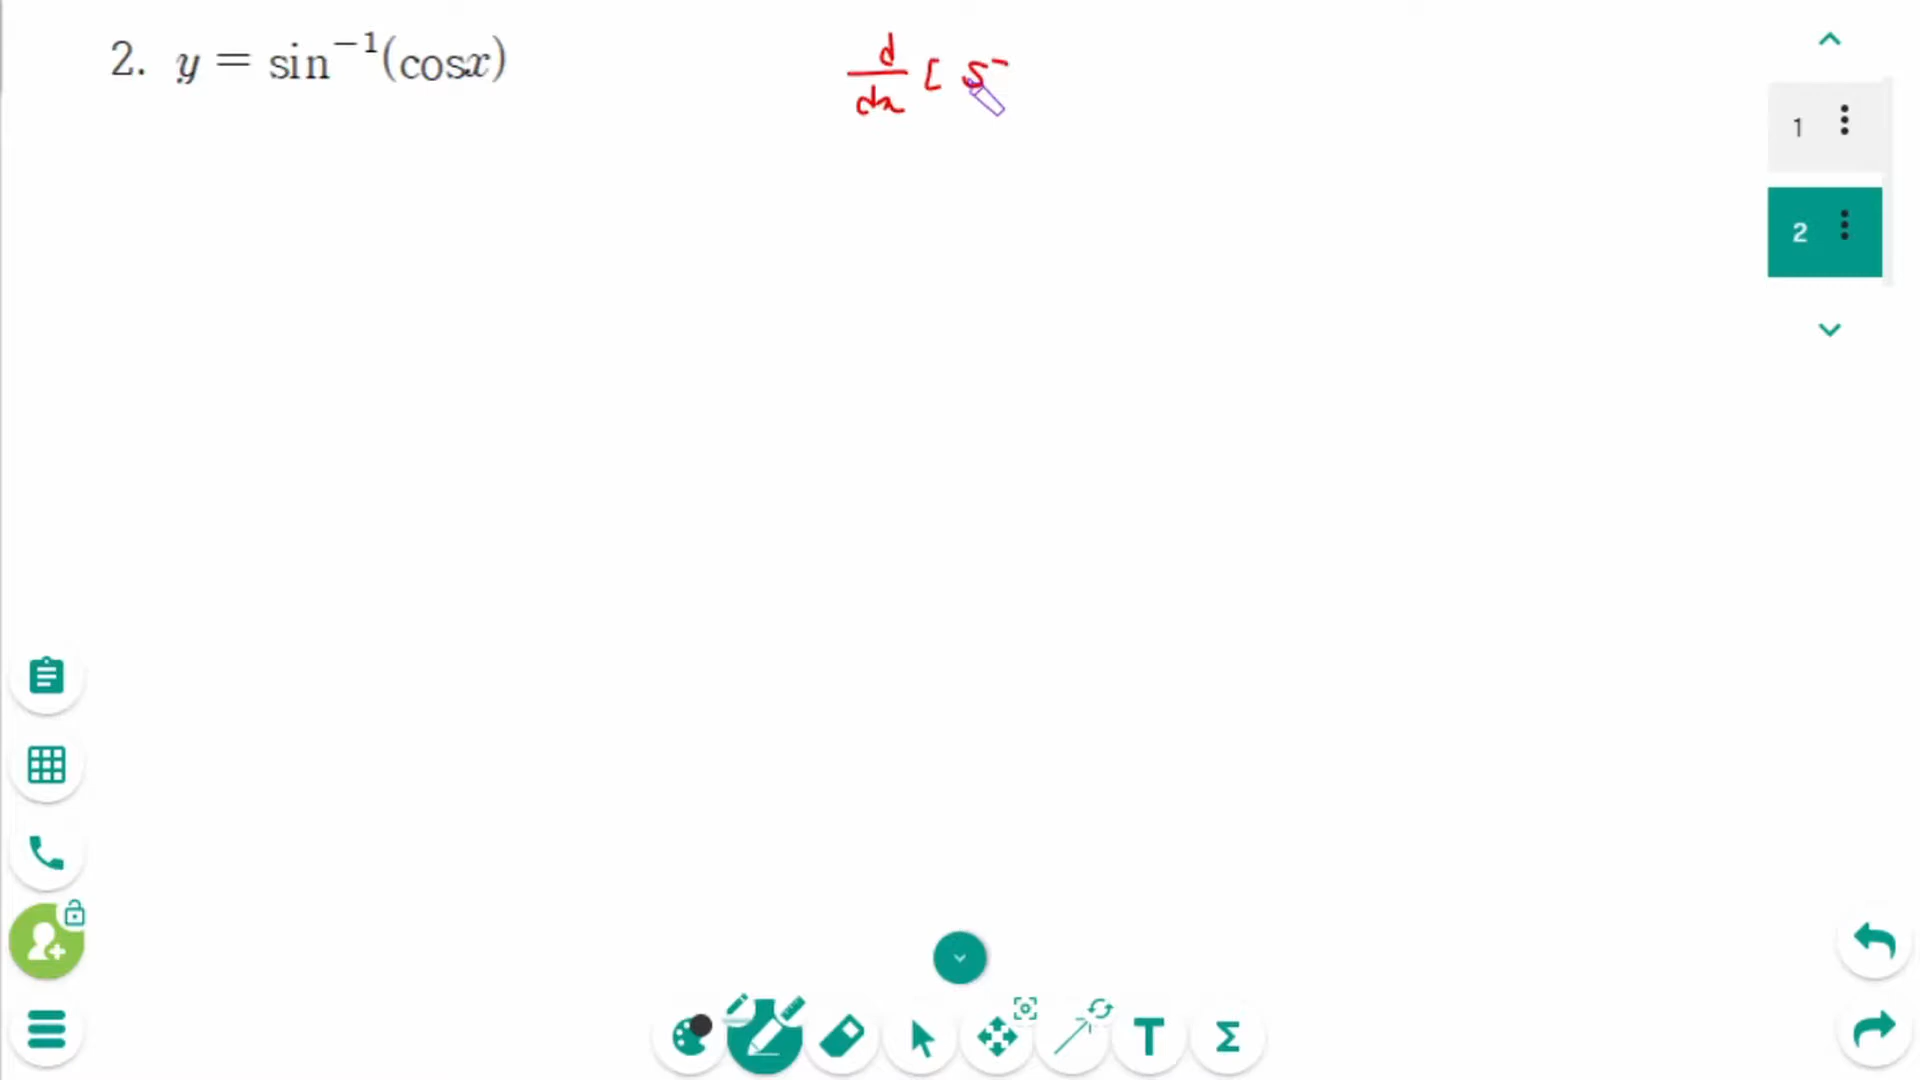 2. y = sin⁻¹(cosx)
d/dx [ s
1
2
T
Σ